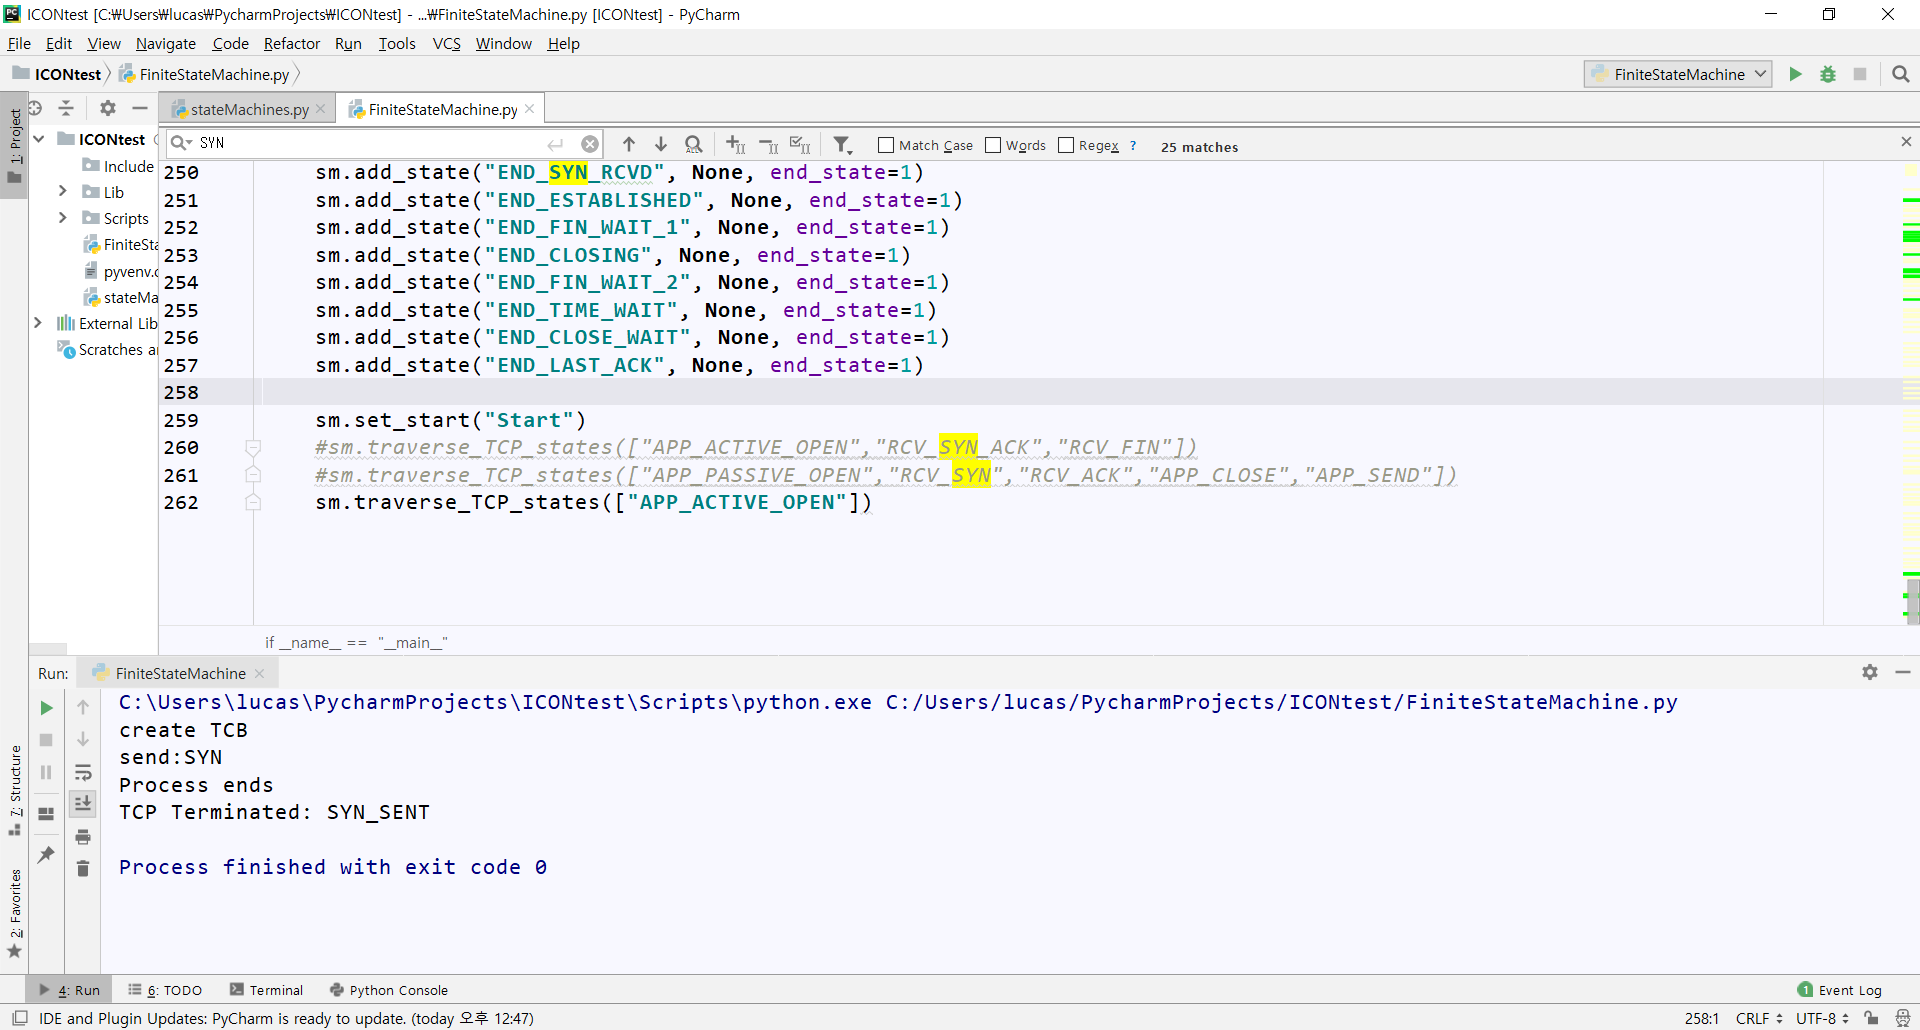 ICONtest [C:₩Users₩lucas₩PycharmProjects₩ICONtest] - ...₩FiniteStateMachine.py [ICONtest] - PyCharm
File Edit View Navigate Code Refactor Run Tools VCS Window Help
ICONtest FiniteStateMachine.py FiniteStateMachine
1: Project
stateMachines.py FiniteStateMachine.py
ICONtest
Include
Lib
Scripts
FiniteSta
pyvenv.c
stateMa
External Lib
Scratches a
SYN Match Case Words Regex ? 25 matches
250 sm.add_state("END_SYN_RCVD", None, end_state=1)
251 sm.add_state("END_ESTABLISHED", None, end_state=1)
252 sm.add_state("END_FIN_WAIT_1", None, end_state=1)
253 sm.add_state("END_CLOSING", None, end_state=1)
254 sm.add_state("END_FIN_WAIT_2", None, end_state=1)
255 sm.add_state("END_TIME_WAIT", None, end_state=1)
256 sm.add_state("END_CLOSE_WAIT", None, end_state=1)
257 sm.add_state("END_LAST_ACK", None, end_state=1)
258
259 sm.set_start("Start")
260 #sm.traverse_TCP_states(["APP_ACTIVE_OPEN","RCV_SYN_ACK","RCV_FIN"])
261 #sm.traverse_TCP_states(["APP_PASSIVE_OPEN","RCV_SYN","RCV_ACK","APP_CLOSE","APP_SEND"])
262 sm.traverse_TCP_states(["APP_ACTIVE_OPEN"])
if __name__ == "__main__"
Run: FiniteStateMachine
C:\Users\lucas\PycharmProjects\ICONtest\Scripts\python.exe C:/Users/lucas/PycharmProjects/ICONtest/FiniteStateMachine.py
create TCB
send:SYN
Process ends
TCP Terminated: SYN_SENT
Process finished with exit code 0
7: Structure
2: Favorites
4: Run 6: TODO Terminal Python Console 1 Event Log
IDE and Plugin Updates: PyCharm is ready to update. (today 오후 12:47) 258:1 CRLF UTF-8